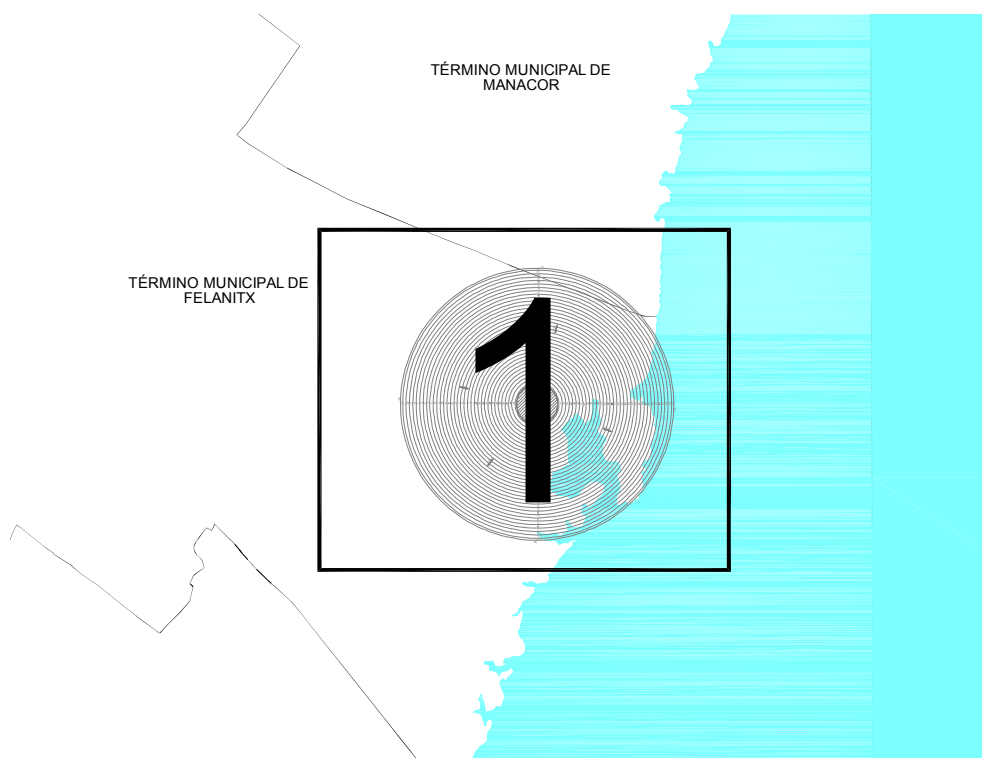 TÉRMINO MUNICIPAL DE
MANACOR
TÉRMINO MUNICIPAL DE
FELANITX
1